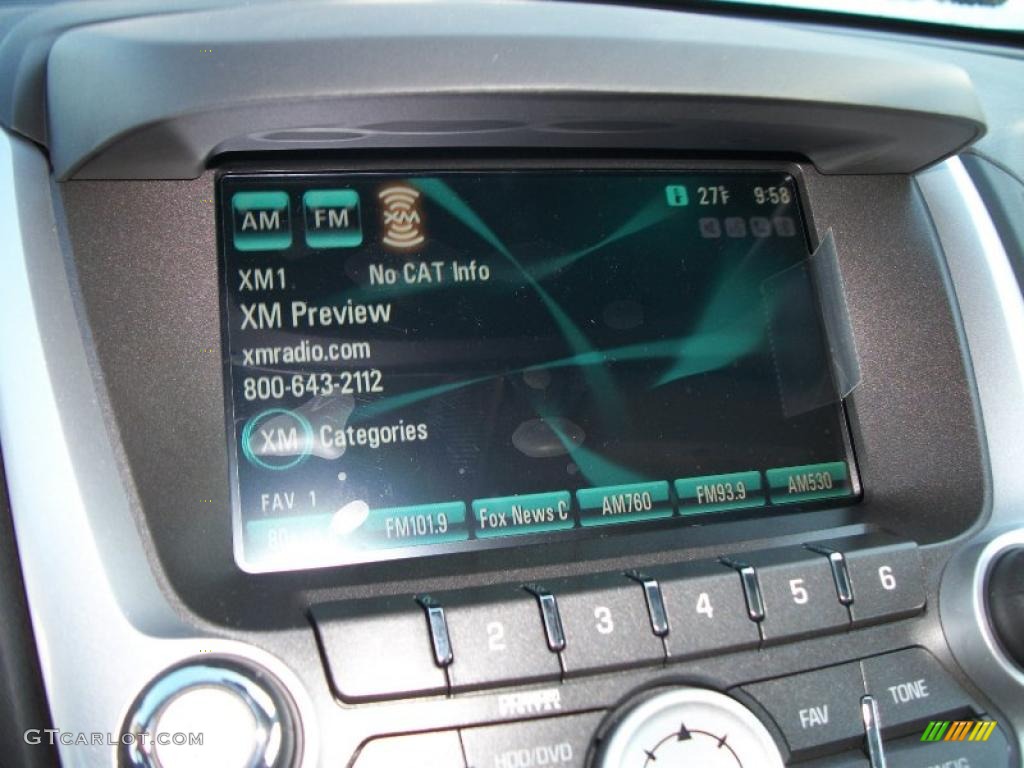 AM FM XM 27°F 9:58
XM1 No CAT Info
XM Preview
xmradio.com
800-643-2112
XM Categories
FAV 1
FM101.9 Fox News C AM760 FM93.9 AM530
2 3 4 5 6
FAV TONE
HDD/DVD
GTCARLOT.COM